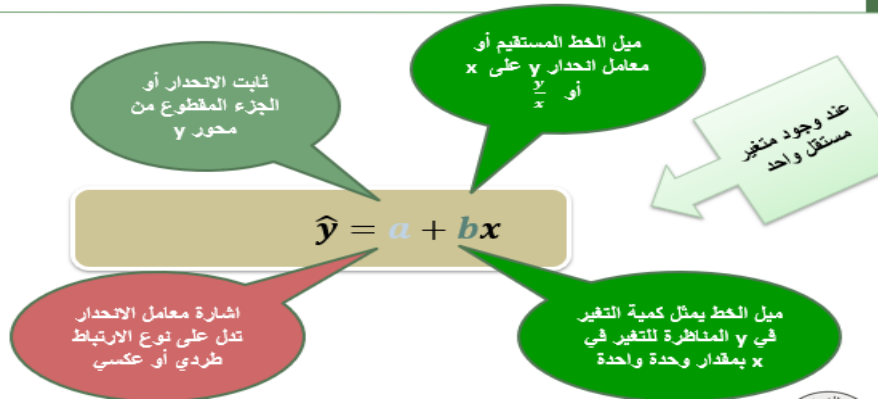 ميل الخط المستقيم أو
معامل انحدار y على x
أو y/x
ثابت الانحدار أو
الجزء المقطوع من
محور y
عند وجود متغير
مستقل واحد
ŷ = a + bx
اشارة معامل الانحدار
تدل على نوع الارتباط
طردي أو عكسي
ميل الخط يمثل كمية التغير
في y المناظرة للتغير في
x بمقدار وحدة واحدة